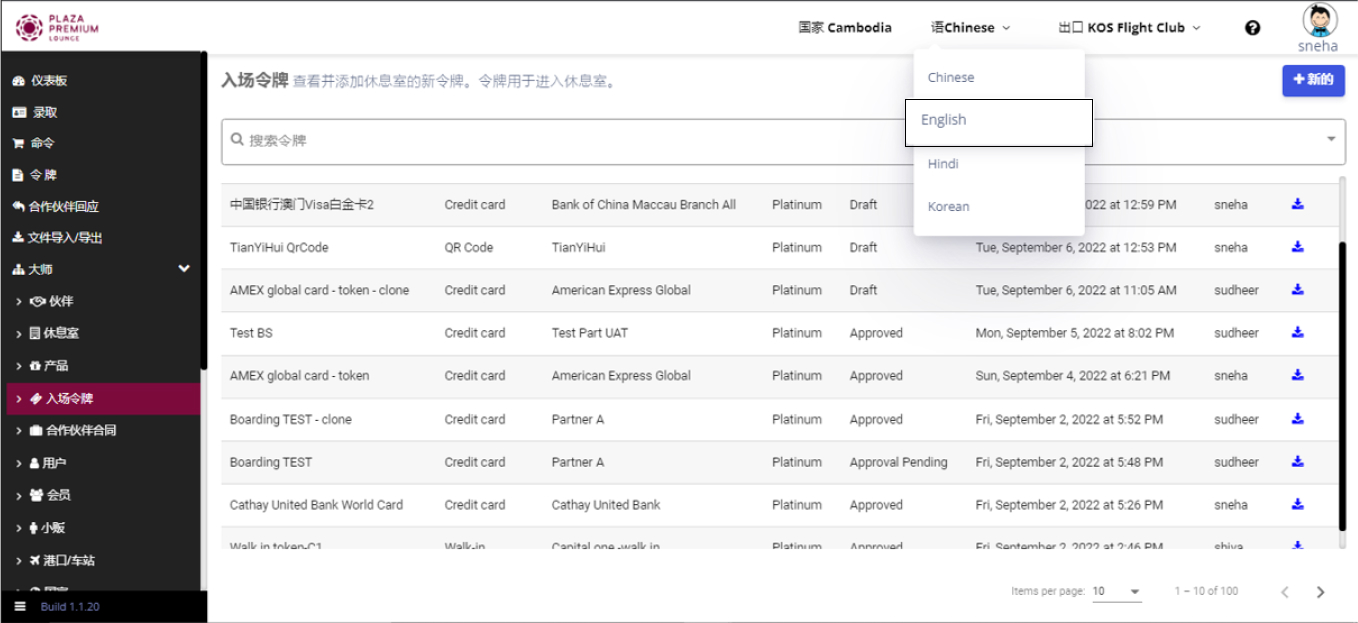 PLAZA
PREMIUM
LOUNGE
国家 Cambodia
语Chinese
出口 KOS Flight Club
sneha
仪表板
录取
命令
令牌
合作伙伴回应
文件导入/导出
大师
伙伴
休息室
产品
入场令牌
合作伙伴合同
用户
会员
小贩
港口/车站
国家
Build 1.1.20
入场令牌 查看并添加休息室的新令牌。令牌用于进入休息室。
+ 新的
Chinese
English
Hindi
Korean
搜索令牌
中国银行澳门Visa白金卡2 Credit card Bank of China Maccau Branch All Platinum Draft 022 at 12:59 PM sneha
TianYiHui QrCode QR Code TianYiHui Platinum Draft Tue, September 6, 2022 at 12:53 PM sneha
AMEX global card - token - clone Credit card American Express Global Platinum Draft Tue, September 6, 2022 at 11:05 AM sudheer
Test BS Credit card Test Part UAT Platinum Approved Mon, September 5, 2022 at 8:02 PM sudheer
AMEX global card - token Credit card American Express Global Platinum Approved Sun, September 4, 2022 at 6:21 PM sneha
Boarding TEST - clone Credit card Partner A Platinum Approved Fri, September 2, 2022 at 5:52 PM sudheer
Boarding TEST Credit card Partner A Platinum Approval Pending Fri, September 2, 2022 at 5:48 PM sudheer
Cathay United Bank World Card Credit card Cathay United Bank Platinum Approved Fri, September 2, 2022 at 5:26 PM sneha
Walk in token-C1 Walk-in Capital one -walk in Platinum Approved Fri, September 2, 2022 at 2:46 PM shiva
Items per page: 10 1 – 10 of 100